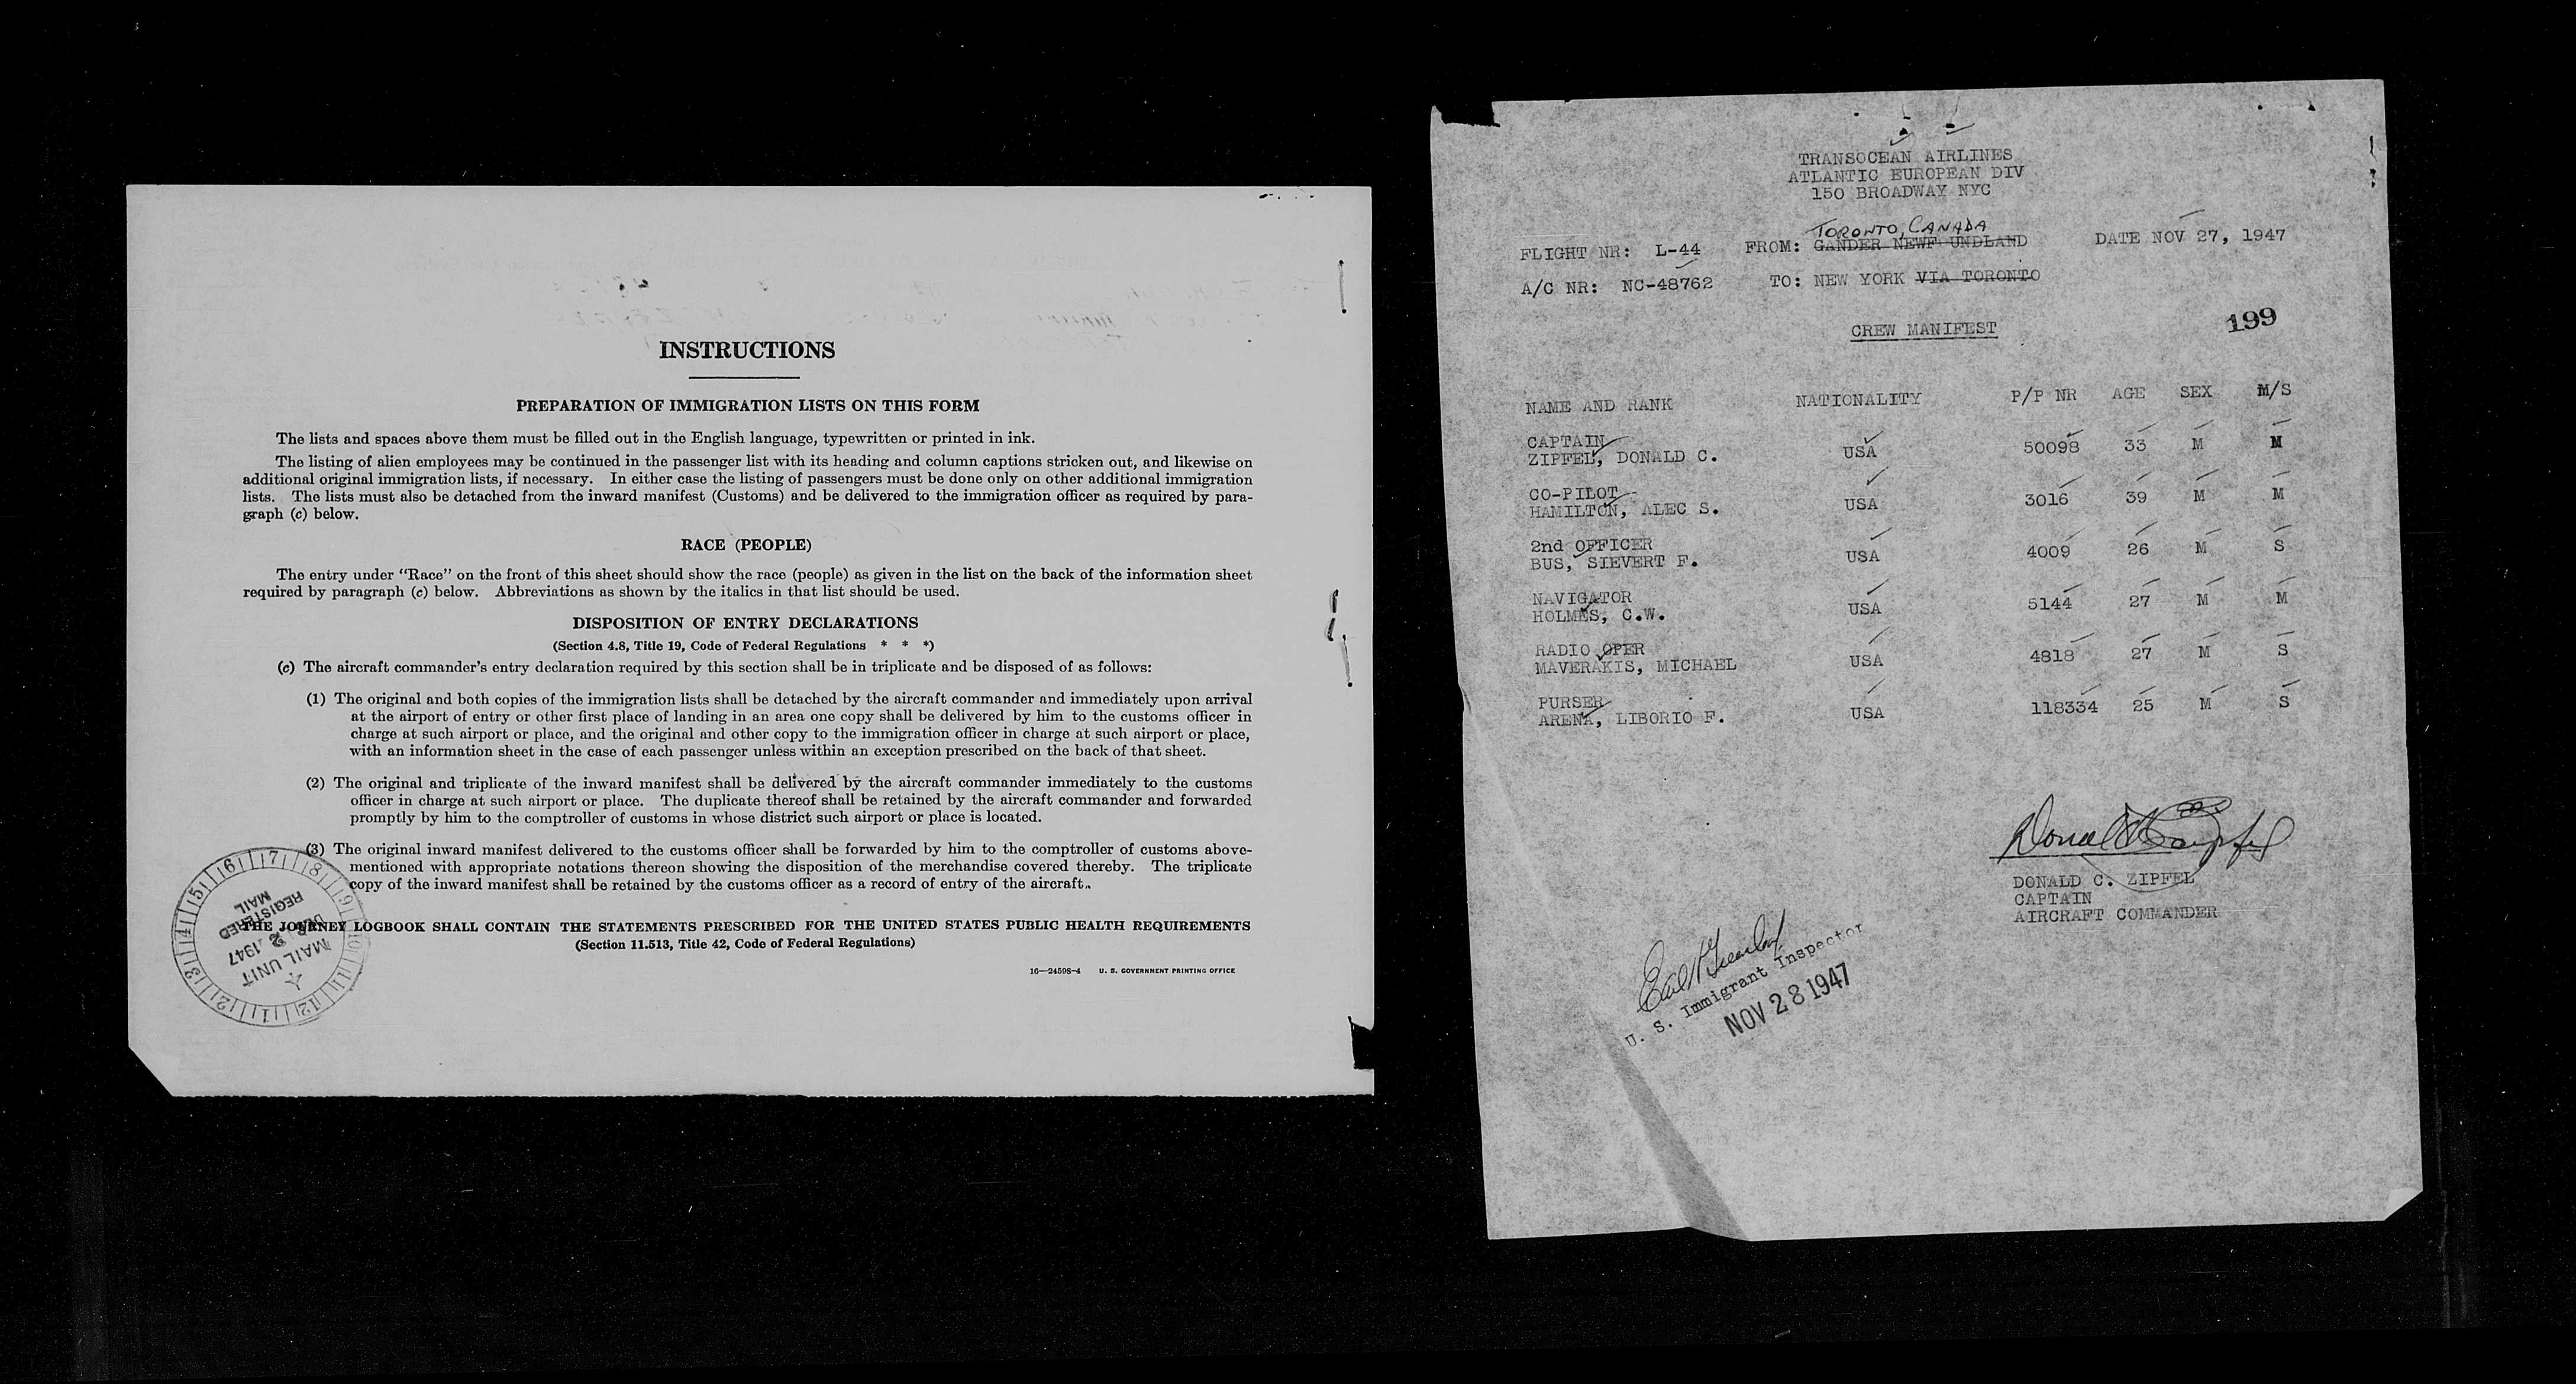 INSTRUCTIONS
PREPARATION OF IMMIGRATION LISTS ON THIS FORM
The lists and spaces above them must be filled out in the English language, typewritten or printed in ink.
The listing of alien employees may be continued in the passenger list with its heading and column captions stricken out, and likewise on
additional original immigration lists, if necessary. In either case the listing of passengers must be done only on other additional immigration
lists. The lists must also be detached from the inward manifest (Customs) and be delivered to the immigration officer as required by para-
graph (c) below.
RACE (PEOPLE)
The entry under “Race” on the front of this sheet should show the race (people) as given in the list on the back of the information sheet
required by paragraph (c) below. Abbreviations as shown by the italics in that list should be used.
DISPOSITION OF ENTRY DECLARATIONS
(Section 4.8, Title 19, Code of Federal Regulations * * *)
(c) The aircraft commander's entry declaration required by this section shall be in triplicate and be disposed of as follows:
(1) The original and both copies of the immigration lists shall be detached by the aircraft commander and immediately upon arrival
at the airport of entry or other first place of landing in an area one copy shall be delivered by him to the customs officer in
charge at such airport or place, and the original and other copy to the immigration officer in charge at such airport or place,
with an information sheet in the case of each passenger unless within an exception prescribed on the back of that sheet.
(2) The original and triplicate of the inward manifest shall be delivered by the aircraft commander immediately to the customs
officer in charge at such airport or place. The duplicate thereof shall be retained by the aircraft commander and forwarded
promptly by him to the comptroller of customs in whose district such airport or place is located.
(3) The original inward manifest delivered to the customs officer shall be forwarded by him to the comptroller of customs above-
mentioned with appropriate notations thereon showing the disposition of the merchandise covered thereby. The triplicate
copy of the inward manifest shall be retained by the customs officer as a record of entry of the aircraft.
THE JOURNEY LOGBOOK SHALL CONTAIN THE STATEMENTS PRESCRIBED FOR THE UNITED STATES PUBLIC HEALTH REQUIREMENTS
(Section 11.513, Title 42, Code of Federal Regulations)
16—24598-4 U. S. GOVERNMENT PRINTING OFFICE
MAIL UNIT
2 1947
REGISTERED
MAIL
1 2 3 4 5 6 7 8 9 10 11 12
TRANSOCEAN AIRLINES
ATLANTIC EUROPEAN DIV
150 BROADWAY NYC
TORONTO, CANADA
FLIGHT NR: L-44 FROM: GANDER NEWF UNDLAND DATE NOV 27, 1947
A/C NR: NC-48762 TO: NEW YORK VIA TORONTO
CREW MANIFEST 199
NAME AND RANK NATIONALITY P/P NR AGE SEX M/S
CAPTAIN
ZIPFEL, DONALD C. USA 50098 33 M M
CO-PILOT
HAMILTON, ALEC S. USA 3016 39 M M
2nd OFFICER
BUS, SIEVERT F. USA 4009 26 M S
NAVIGATOR
HOLMES, C.W. USA 5144 27 M M
RADIO OPER
MAVERAKIS, MICHAEL USA 4818 27 M S
PURSER
ARENA, LIBORIO F. USA 118334 25 M S
Donald C Zipfel
DONALD C. ZIPFEL
CAPTAIN
AIRCRAFT COMMANDER
U. S. Immigrant Inspector
NOV 28 1947